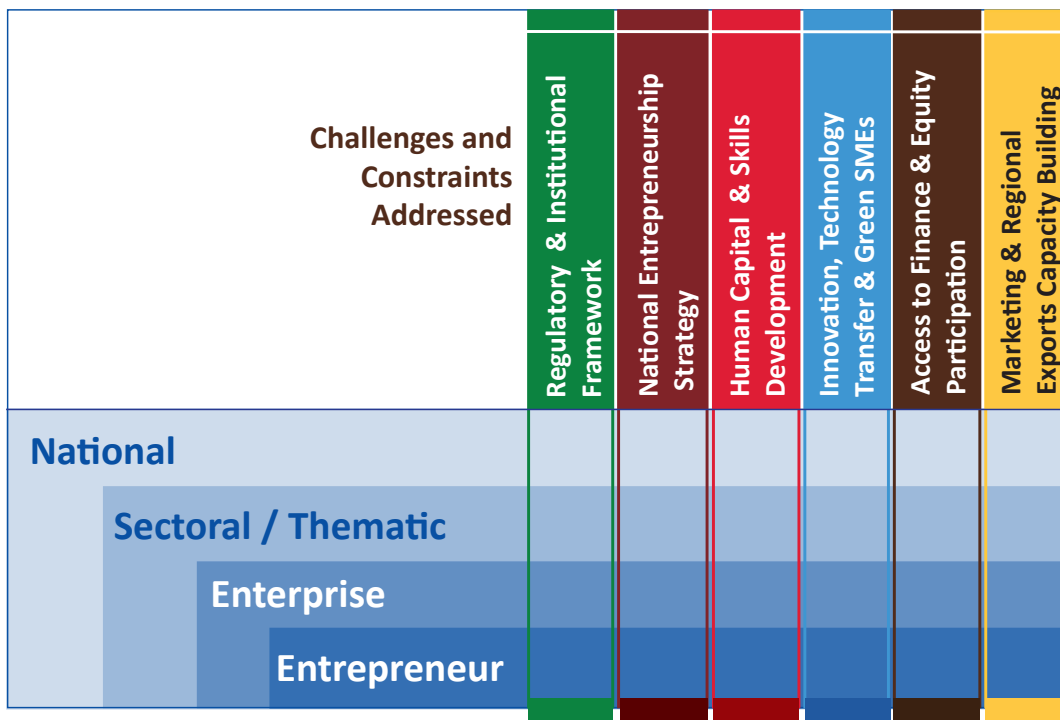 Challenges and
Constraints
Addressed
Regulatory & Institutional
Framework
National Entrepreneurship
Strategy
Human Capital & Skills
Development
Innovation, Technology
Transfer & Green SMEs
Access to Finance & Equity
Participation
Marketing & Regional
Exports Capacity Building
National
Sectoral / Thematic
Enterprise
Entrepreneur